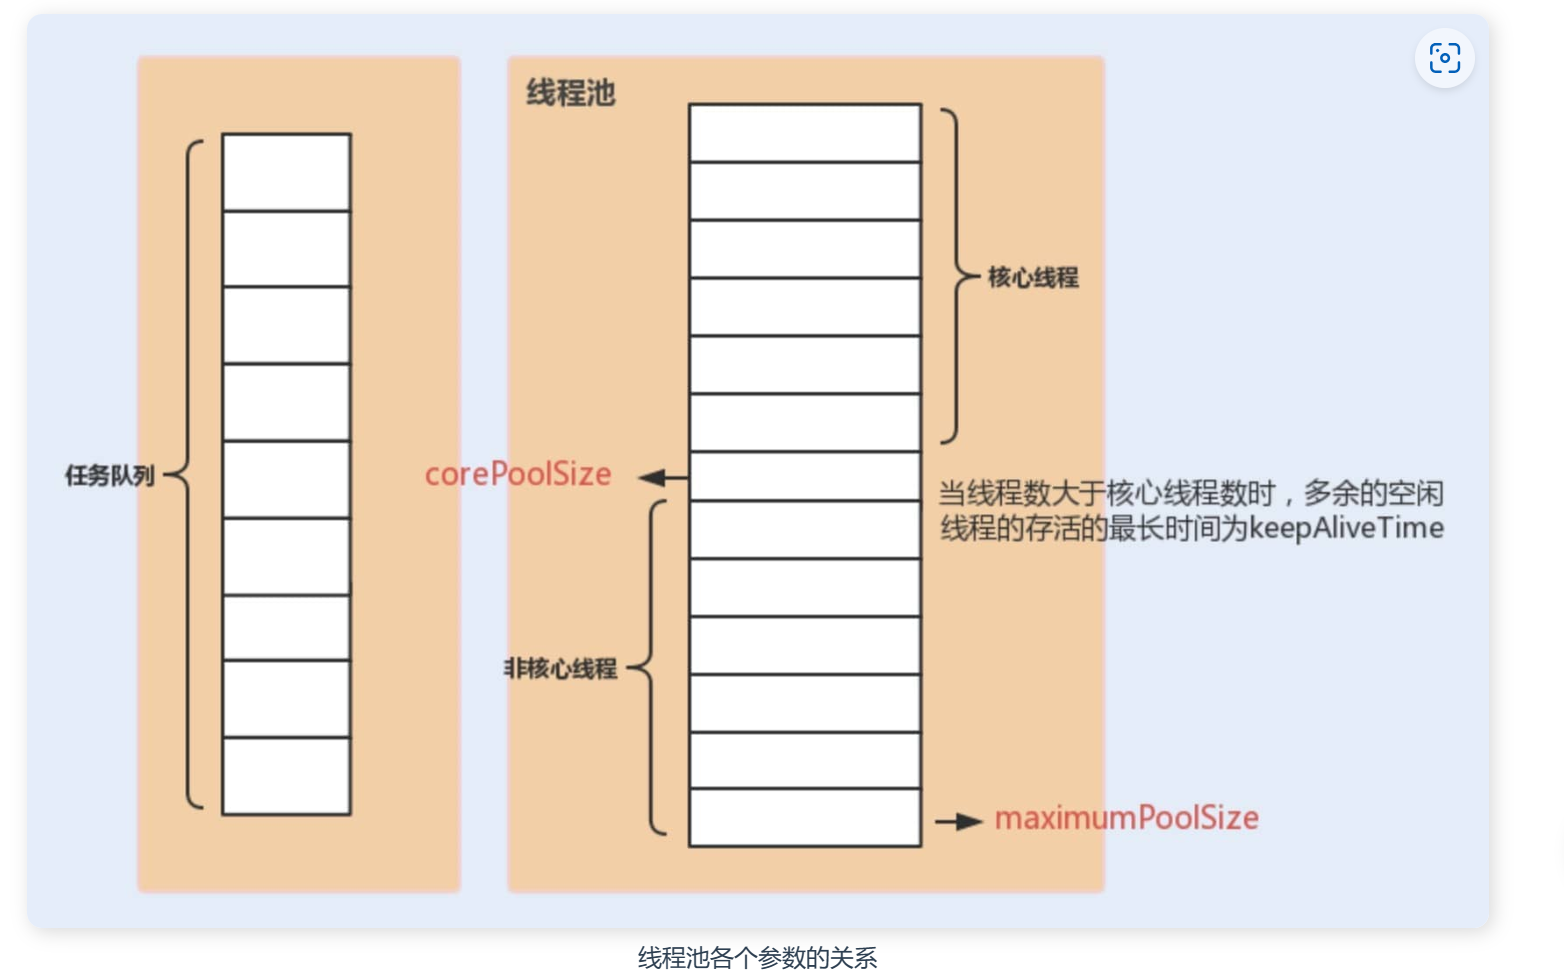 线程池
核心线程
任务队列
corePoolSize
当线程数大于核心线程数时，多余的空闲
线程的存活的最长时间为keepAliveTime
非核心线程
maximumPoolSize
线程池各个参数的关系